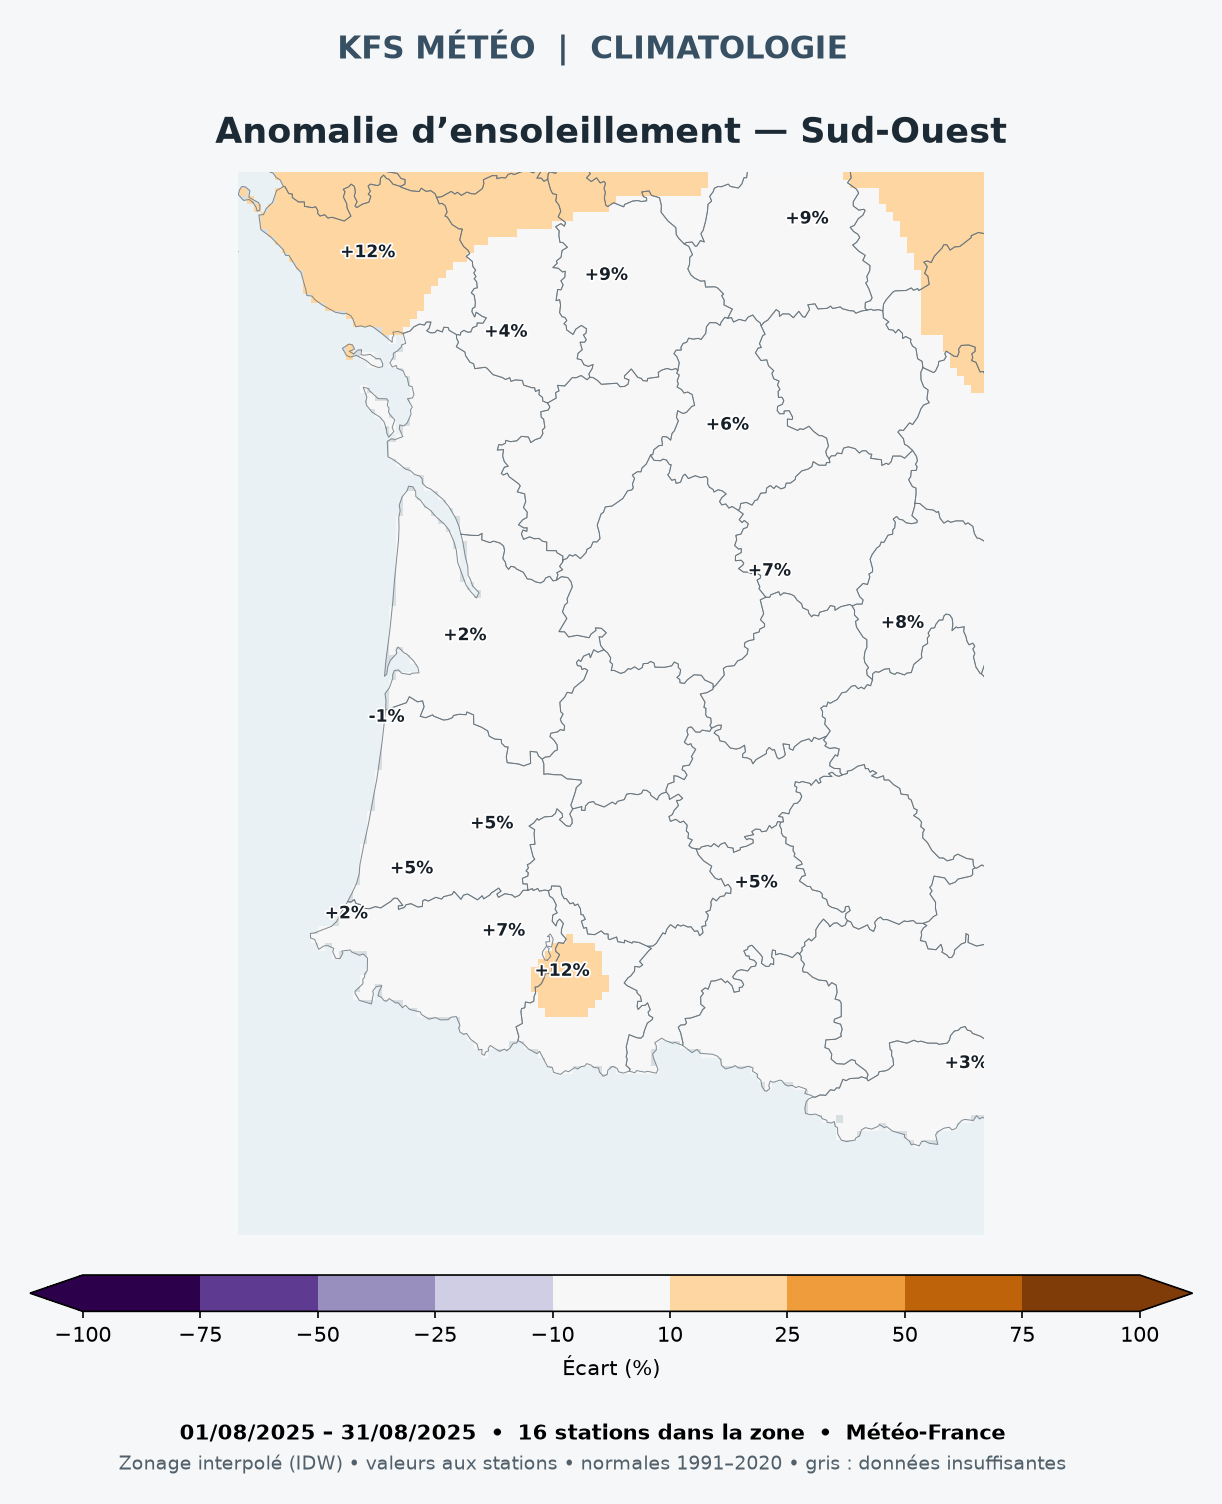 KFS MÉTÉO | CLIMATOLOGIE
Anomalie d’ensoleillement — Sud-Ouest
+9%
+12%
+9%
+4%
+6%
+7%
+8%
+2%
-1%
+5%
+5%
+5%
+2%
+7%
+12%
+3%
−100 −75 −50 −25 −10 10 25 50 75 100
Écart (%)
01/08/2025 – 31/08/2025 • 16 stations dans la zone • Météo-France
Zonage interpolé (IDW) • valeurs aux stations • normales 1991–2020 • gris : données insuffisantes